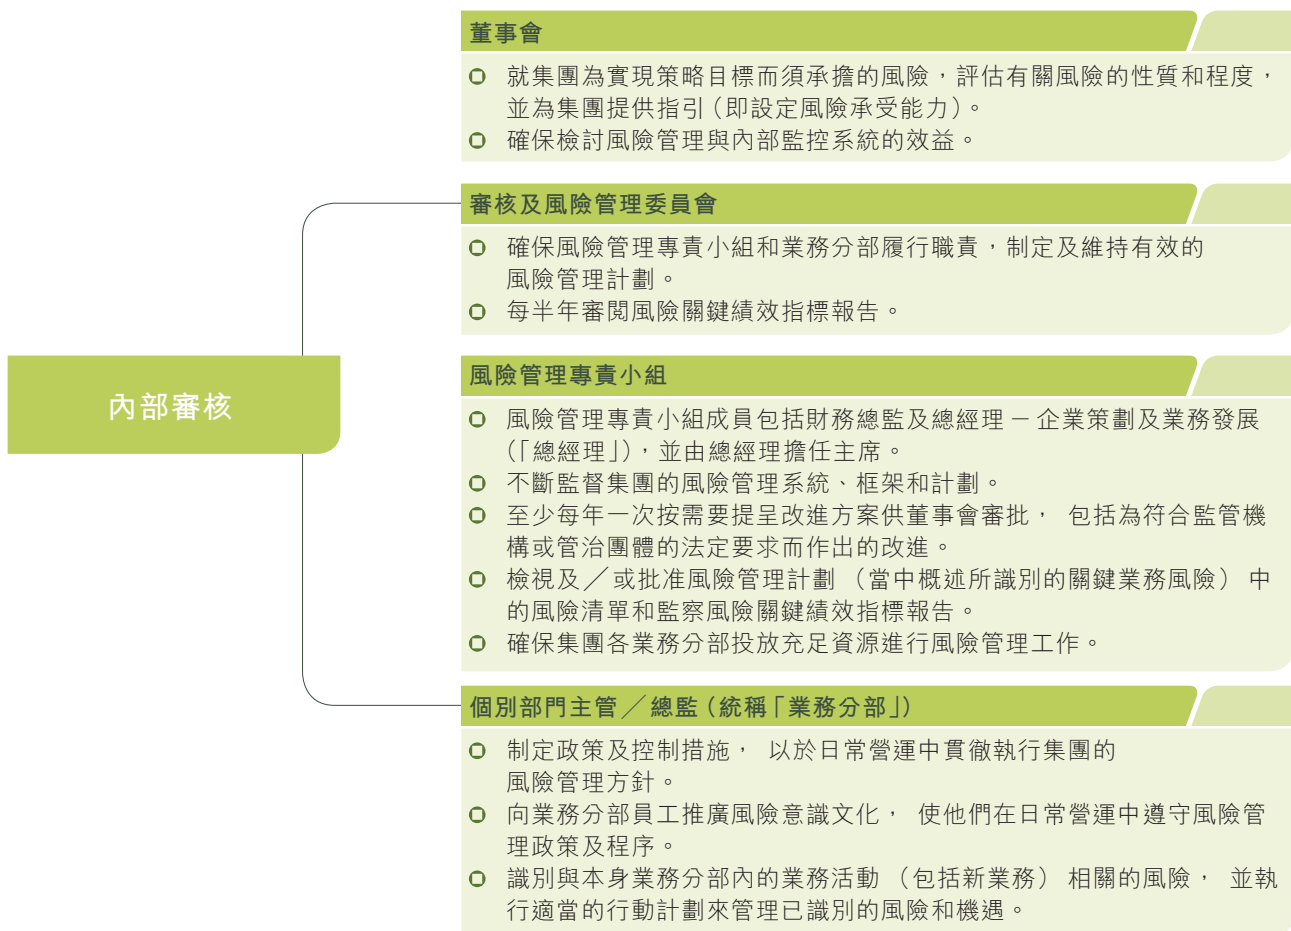 董事會
就集團為實現策略目標而須承擔的風險，評估有關風險的性質和程度，
並為集團提供指引（即設定風險承受能力）。
確保檢討風險管理與內部監控系統的效益。
審核及風險管理委員會
確保風險管理專責小組和業務分部履行職責，制定及維持有效的
風險管理計劃。
每半年審閱風險關鍵績效指標報告。
內部審核
風險管理專責小組
風險管理專責小組成員包括財務總監及總經理 — 企業策劃及業務發展
（「總經理」），並由總經理擔任主席。
不斷監督集團的風險管理系統、框架和計劃。
至少每年一次按需要提呈改進方案供董事會審批， 包括為符合監管機
構或管治團體的法定要求而作出的改進。
檢視及／或批准風險管理計劃 （當中概述所識別的關鍵業務風險） 中
的風險清單和監察風險關鍵績效指標報告。
確保集團各業務分部投放充足資源進行風險管理工作。
個別部門主管／總監（統稱「業務分部」）
制定政策及控制措施， 以於日常營運中貫徹執行集團的
風險管理方針。
向業務分部員工推廣風險意識文化， 使他們在日常營運中遵守風險管
理政策及程序。
識別與本身業務分部內的業務活動 （包括新業務） 相關的風險， 並執
行適當的行動計劃來管理已識別的風險和機遇。